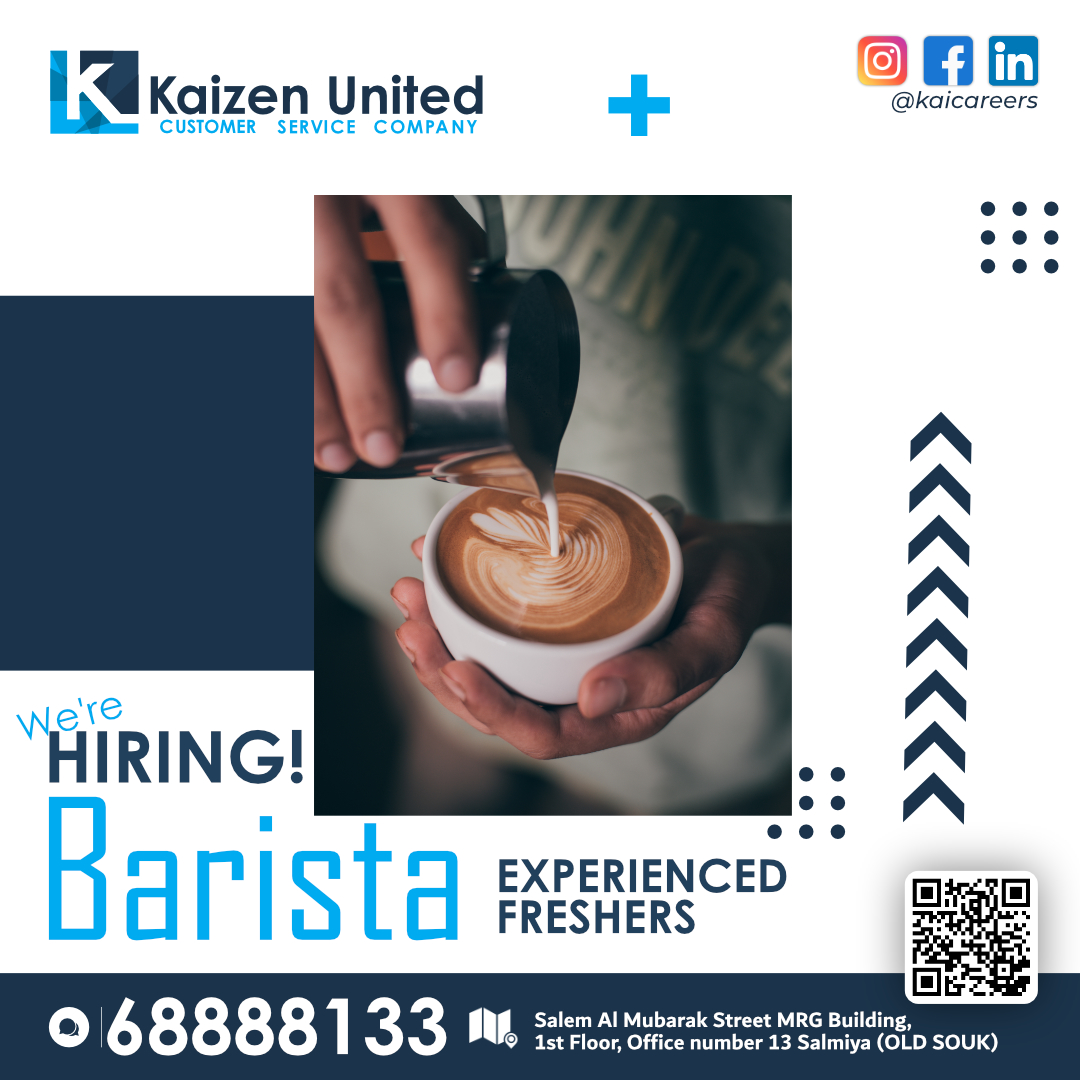 Kaizen United
CUSTOMER SERVICE COMPANY
@kaicareers
We're
HIRING!
Barista
EXPERIENCED
FRESHERS
68888133
Salem Al Mubarak Street MRG Building,
1st Floor, Office number 13 Salmiya (OLD SOUK)